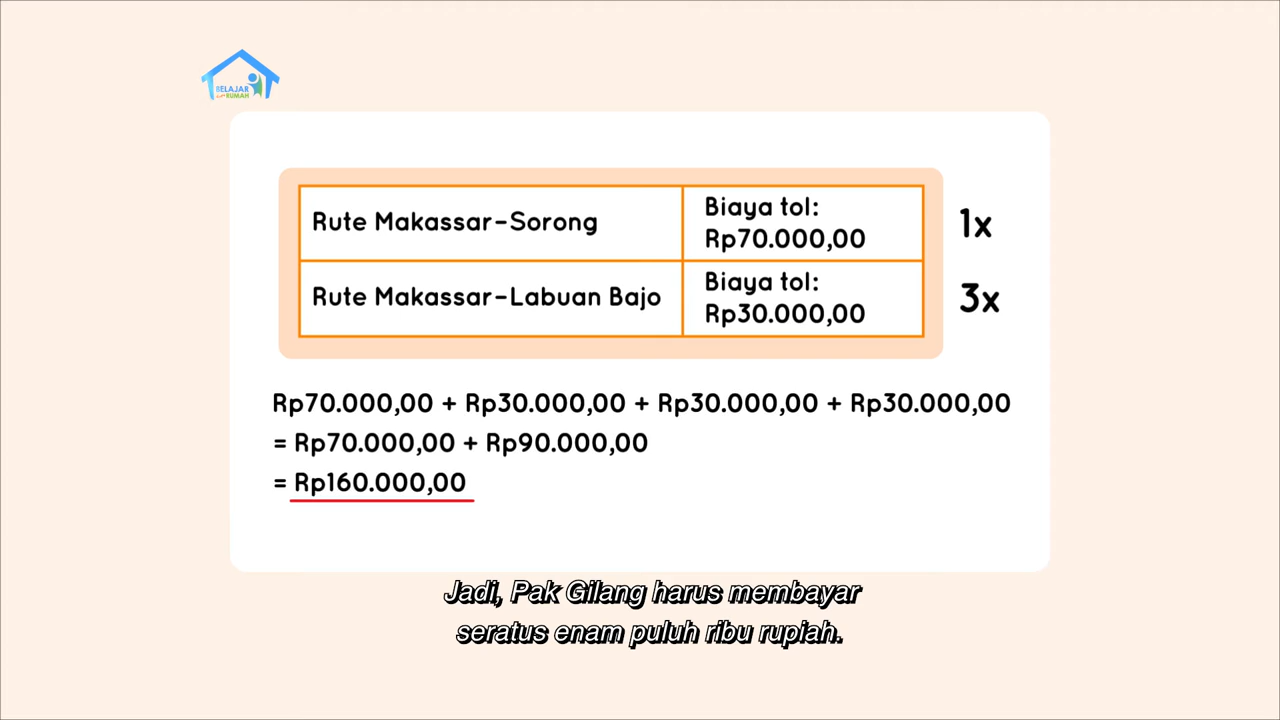 BELAJAR
RUMAH
Rute Makassar-Sorong
Biaya tol:
Rp70.000,00
1x
Rute Makassar-Labuan Bajo
Biaya tol:
Rp30.000,00
3x
Rp70.000,00 + Rp30.000,00 + Rp30.000,00 + Rp30.000,00
= Rp70.000,00 + Rp90.000,00
= Rp160.000,00
Jadi, Pak Gilang harus membayar
seratus enam puluh ribu rupiah.